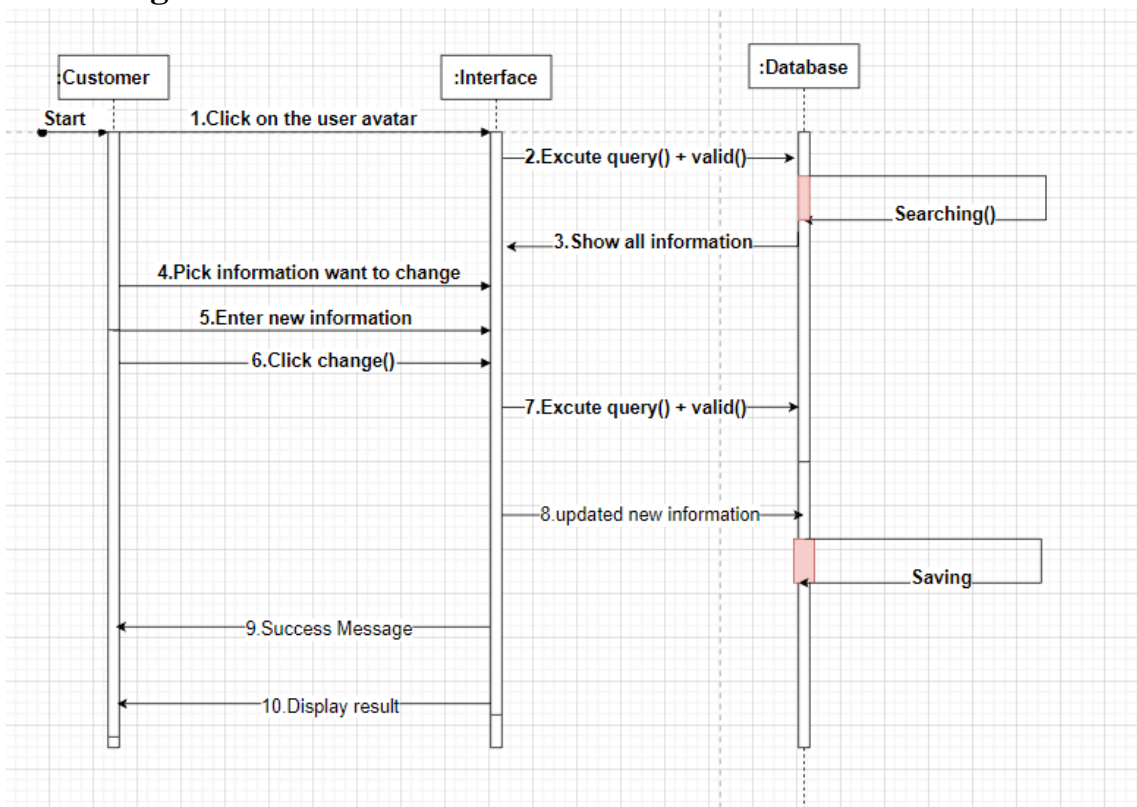 :Customer
:Interface
:Database
Start
1.Click on the user avatar
2.Excute query() + valid()
Searching()
3.Show all information
4.Pick information want to change
5.Enter new information
6.Click change()
7.Excute query() + valid()
8.updated new information
Saving
9.Success Message
10.Display result